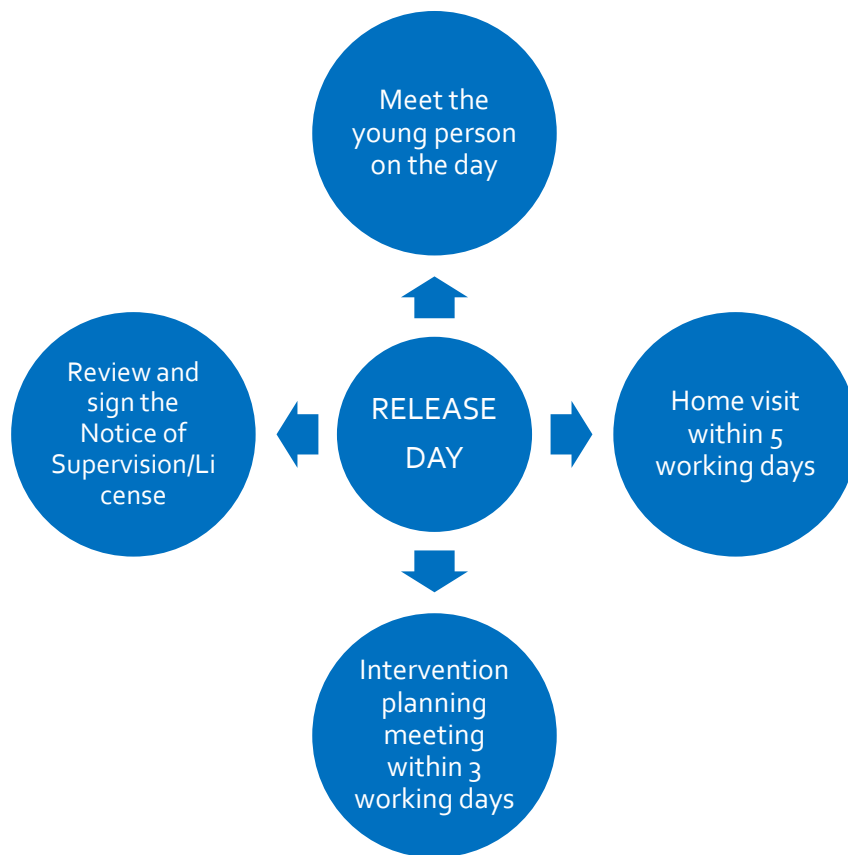 Meet the
young person
on the day
Review and
sign the
Notice of
Supervision/Li
cense
RELEASE
DAY
Home visit
within 5
working days
Intervention
planning
meeting
within 3
working days